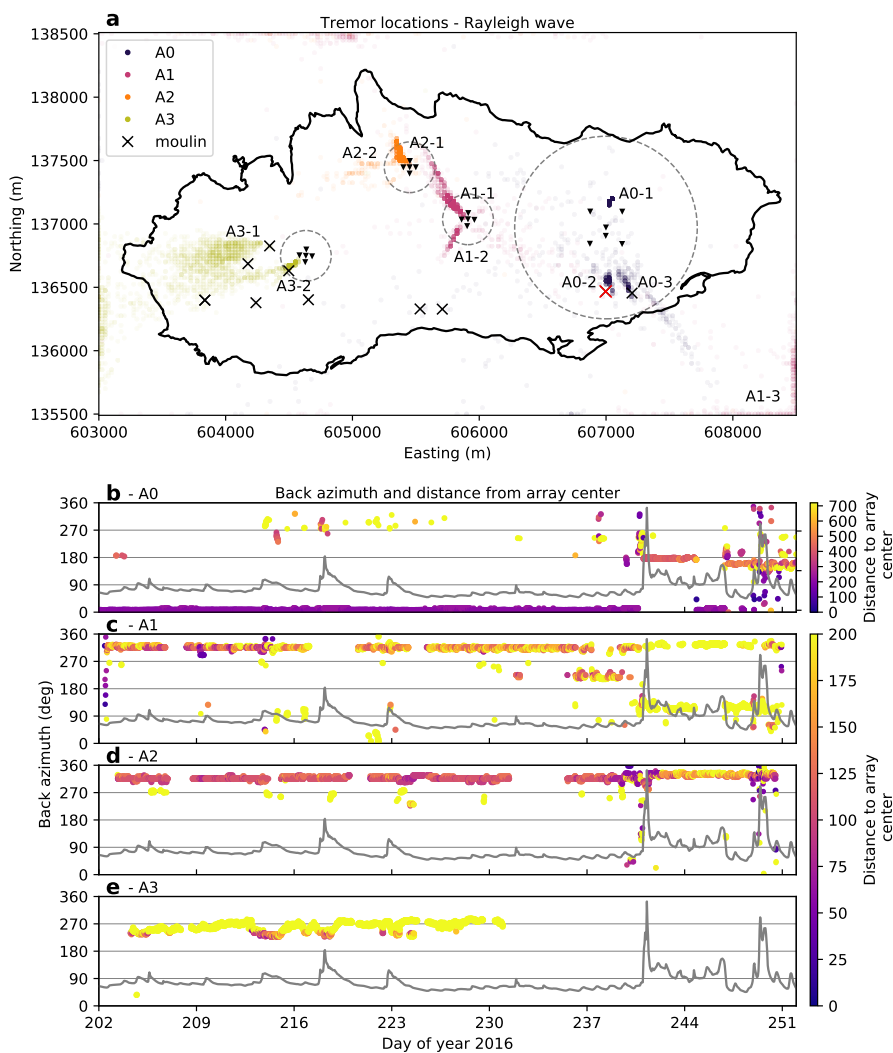 a
Tremor locations - Rayleigh wave
138500
138000
137500
137000
136500
136000
135500
Northing (m)
A0
A1
A2
A3
moulin
A2-2
A2-1
A1-1
A0-1
A3-1
A1-2
A3-2
A0-2
A0-3
A1-3
603000
604000
605000
606000
607000
608000
Easting (m)
b - A0
Back azimuth and distance from array center
360
270
180
90
0
700
600
500
400
300
200
100
0
Distance to array
center
c - A1
360
270
180
90
0
Back azimuth (deg)
d - A2
360
270
180
90
0
e - A3
360
270
180
90
0
200
175
150
125
100
75
50
25
0
Distance to array
center
202
209
216
223
230
237
244
251
Day of year 2016